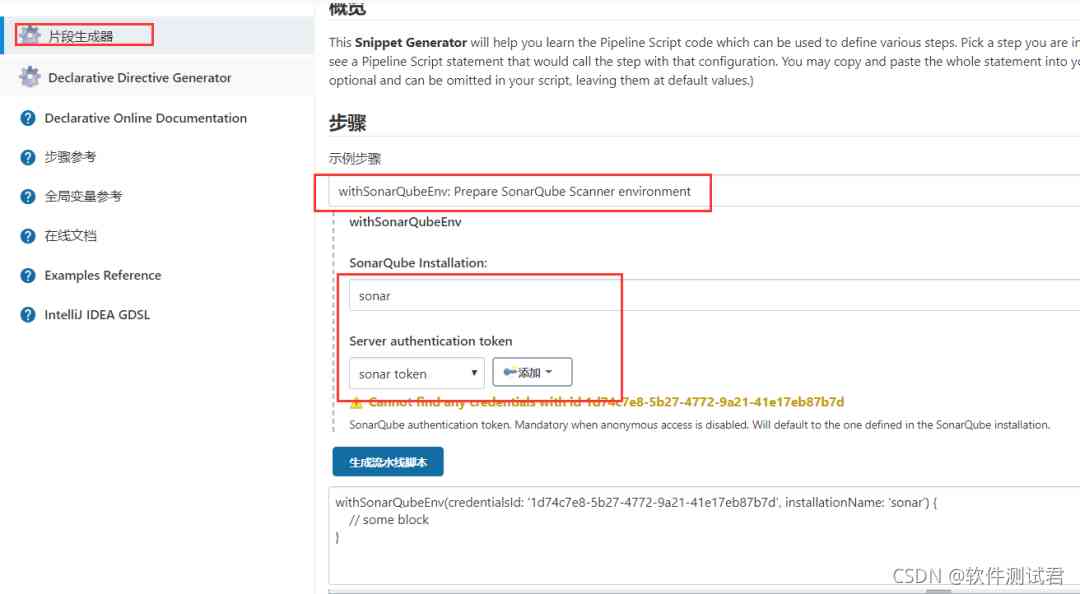 片段生成器
Declarative Directive Generator
Declarative Online Documentation
步骤参考
全局变量参考
在线文档
Examples Reference
IntelliJ IDEA GDSL
概览
This Snippet Generator will help you learn the Pipeline Script code which can be used to define various steps. Pick a step you are in
see a Pipeline Script statement that would call the step with that configuration. You may copy and paste the whole statement into yo
optional and can be omitted in your script, leaving them at default values.)
步骤
示例步骤
withSonarQubeEnv: Prepare SonarQube Scanner environment
withSonarQubeEnv
SonarQube Installation:
sonar
Server authentication token
sonar token
添加
Cannot find any credentials with id 1d74c7e8-5b27-4772-9a21-41e17eb87b7d
SonarQube authentication token. Mandatory when anonymous access is disabled. Will default to the one defined in the SonarQube installation.
生成流水线脚本
withSonarQubeEnv(credentialsId: '1d74c7e8-5b27-4772-9a21-41e17eb87b7d', installationName: 'sonar') {
// some block
}
CSDN @软件测试君